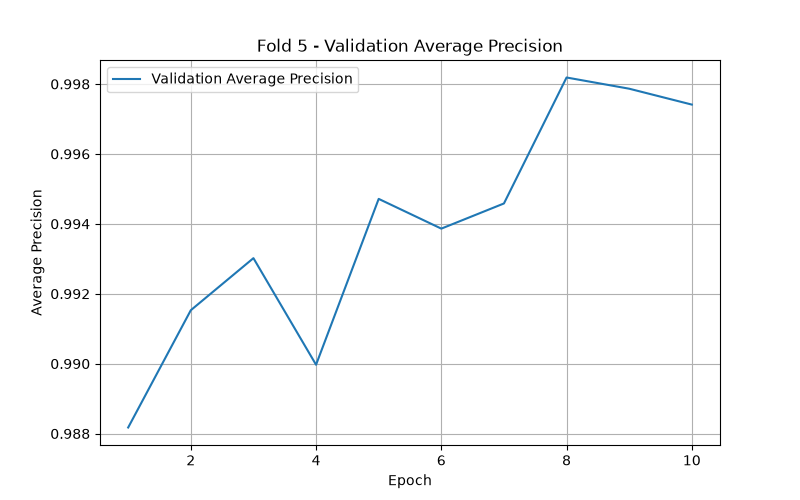 Fold 5 - Validation Average Precision
Validation Average Precision
0.998
0.996
0.994
0.992
0.990
0.988
Average Precision
2 4 6 8 10
Epoch